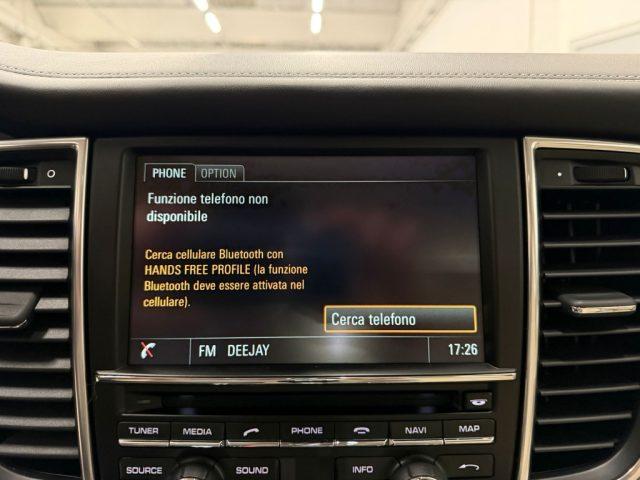 PHONE OPTION
Funzione telefono non
disponibile
Cerca cellulare Bluetooth con
HANDS FREE PROFILE (la funzione
Bluetooth deve essere attivata nel
cellulare).
Cerca telefono
FM DEEJAY 17:26
TUNER MEDIA PHONE NAVI MAP
SOURCE SOUND INFO